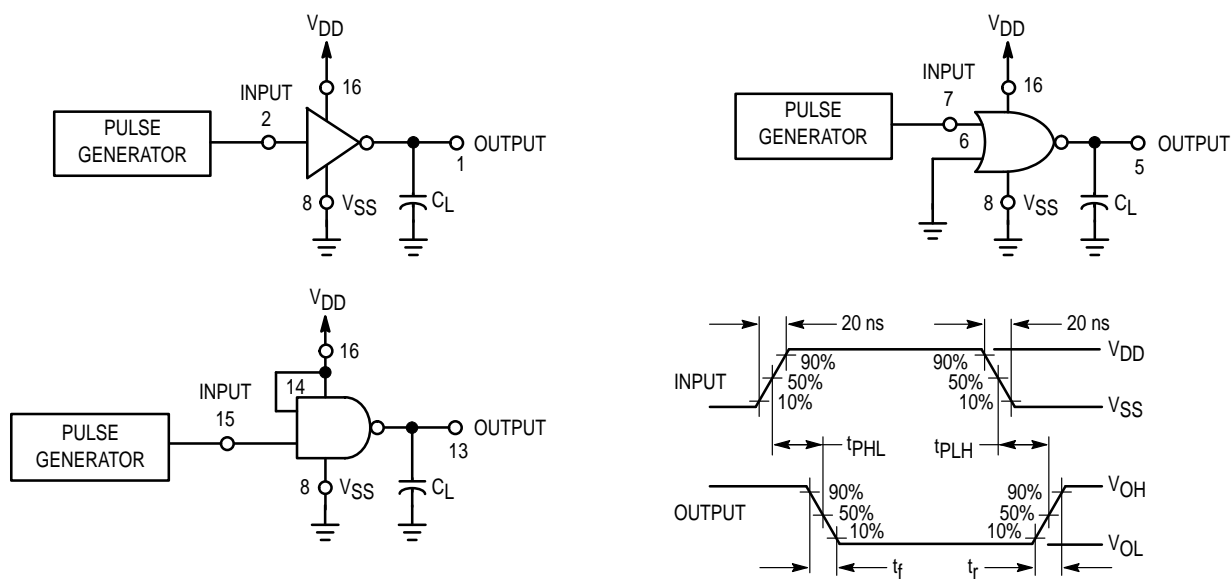 VDD
16
INPUT
2
PULSE
GENERATOR
OUTPUT
1
8
VSS
CL
VDD
16
INPUT
7
PULSE
GENERATOR
6
OUTPUT
5
8
VSS
CL
VDD
16
14
INPUT
15
PULSE
GENERATOR
OUTPUT
13
8
VSS
CL
20 ns
20 ns
INPUT
90%
50%
10%
90%
50%
10%
VDD
VSS
tPHL
tPLH
OUTPUT
90%
50%
10%
90%
50%
10%
VOH
VOL
tf
tr